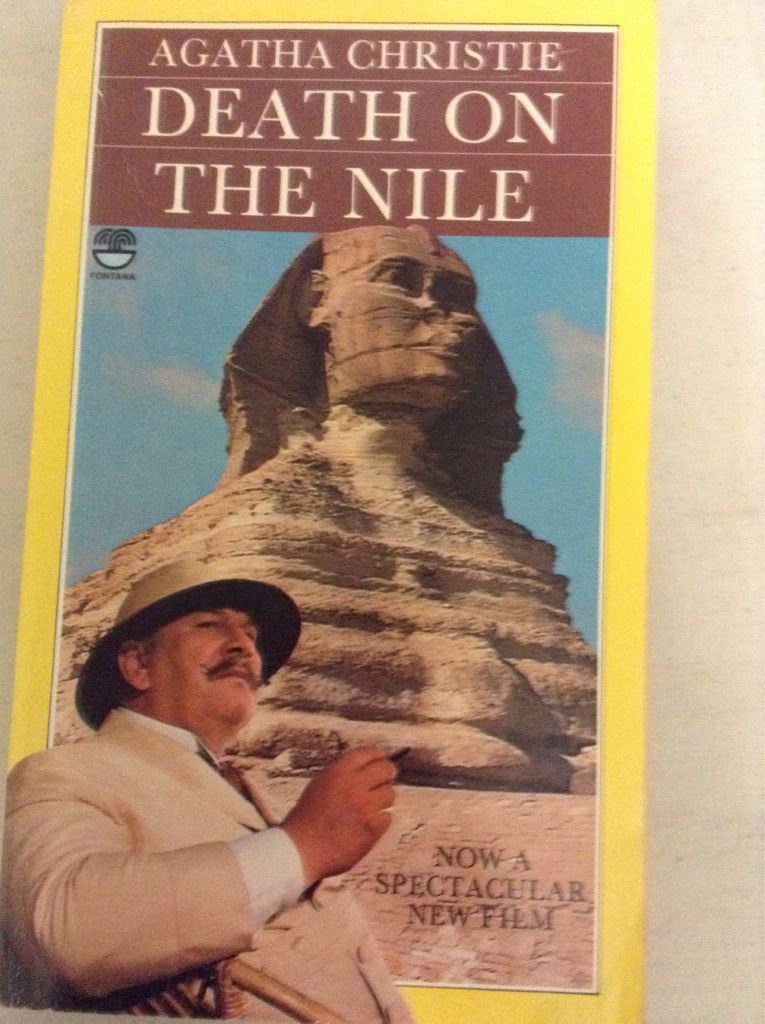 AGATHA CHRISTIE
DEATH ON
THE NILE
FONTANA
NOW A
SPECTACULAR
NEW FILM